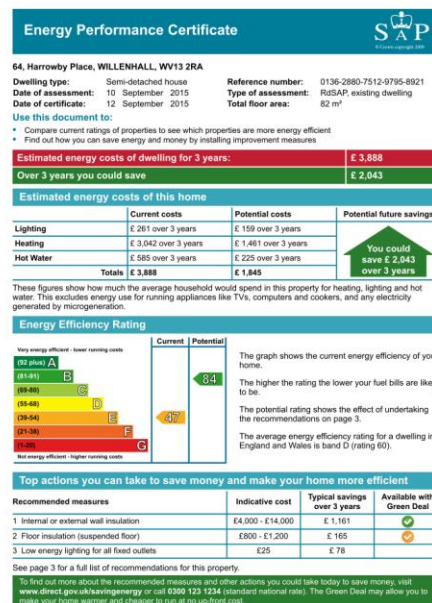 Energy Performance Certificate
SAP
© Crown copyright 2009
64, Harrowby Place, WILLENHALL, WV13 2RA
Dwelling type: Semi-detached house Reference number: 0136-2880-7512-9795-8921
Date of assessment: 10 September 2015 Type of assessment: RdSAP, existing dwelling
Date of certificate: 12 September 2015 Total floor area: 82 m²
Use this document to:
• Compare current ratings of properties to see which properties are more energy efficient
• Find out how you can save energy and money by installing improvement measures
Estimated energy costs of dwelling for 3 years: £ 3,888
Over 3 years you could save £ 2,043
Estimated energy costs of this home
Current costs Potential costs Potential future savings
Lighting £ 261 over 3 years £ 159 over 3 years
Heating £ 3,042 over 3 years £ 1,461 over 3 years
Hot Water £ 585 over 3 years £ 225 over 3 years
Totals £ 3,888 £ 1,845
You could
save £ 2,043
over 3 years
These figures show how much the average household would spend in this property for heating, lighting and hot
water. This excludes energy use for running appliances like TVs, computers and cookers, and any electricity
generated by microgeneration.
Energy Efficiency Rating
Current Potential
Very energy efficient - lower running costs
(92 plus) A
(81-91) B
(69-80) C
(55-68) D
(39-54) E
(21-38) F
(1-20) G
Not energy efficient - higher running costs
84
47
The graph shows the current energy efficiency of you
home.
The higher the rating the lower your fuel bills are like
to be.
The potential rating shows the effect of undertaking
the recommendations on page 3.
The average energy efficiency rating for a dwelling in
England and Wales is band D (rating 60).
Top actions you can take to save money and make your home more efficient
Recommended measures Indicative cost Typical savings over 3 years Available with Green Deal
1 Internal or external wall insulation £4,000 - £14,000 £ 1,161
2 Floor insulation (suspended floor) £800 - £1,200 £ 165
3 Low energy lighting for all fixed outlets £25 £ 78
See page 3 for a full list of recommendations for this property.
To find out more about the recommended measures and other actions you could take today to save money, visit
www.direct.gov.uk/savingenergy or call 0300 123 1234 (standard national rate). The Green Deal may allow you to
make your home warmer and cheaper to run at no up-front cost.